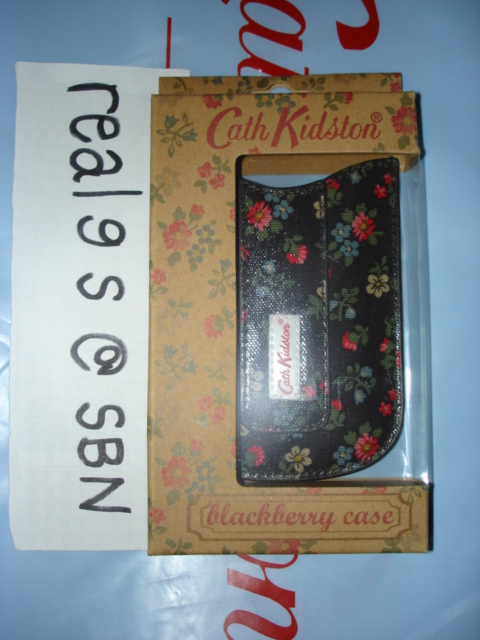 real9s@SBN
Cath Kidston®
Cath Kidston®
blackberry case